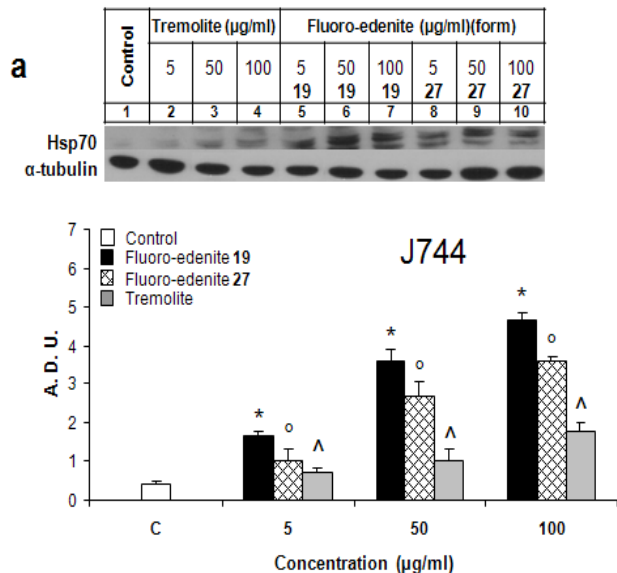 a
Control
Tremolite (µg/ml) Fluoro-edenite (µg/ml)(form)
5 50 100 5 50 100 5 50 100
19 19 19 27 27 27
1 2 3 4 5 6 7 8 9 10
Hsp70
α-tubulin
J744
Control
Fluoro-edenite 19
Fluoro-edenite 27
Tremolite
A. D. U.
7
6
5
4
3
2
1
0
* o ^
* o ^
* o ^
C 5 50 100
Concentration (µg/ml)